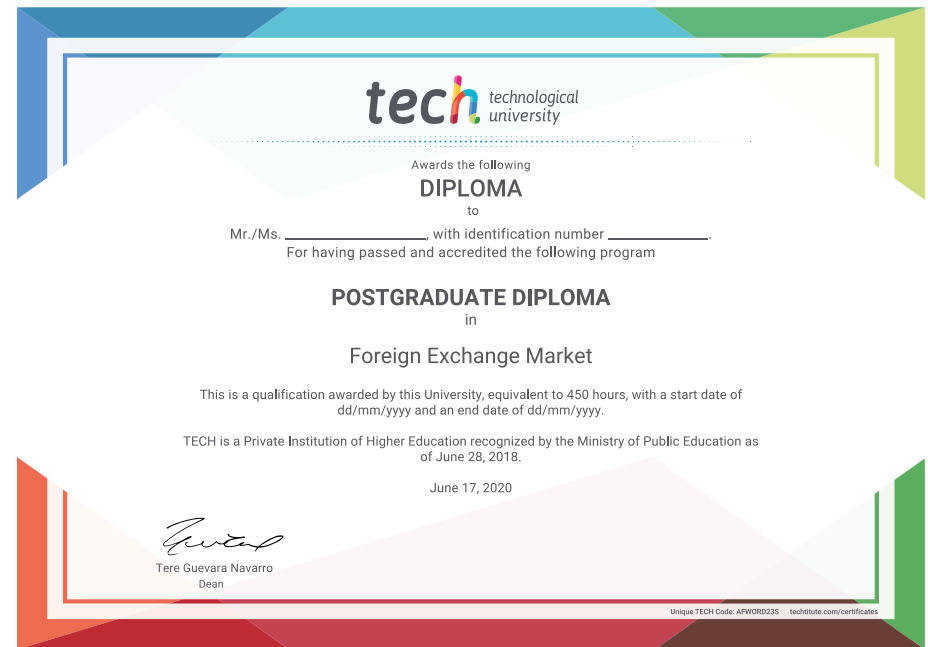 tech technological
university
Awards the following
DIPLOMA
to
Mr./Ms. ____________________, with identification number ______________.
For having passed and accredited the following program
POSTGRADUATE DIPLOMA
in
Foreign Exchange Market
This is a qualification awarded by this University, equivalent to 450 hours, with a start date of
dd/mm/yyyy and an end date of dd/mm/yyyy.
TECH is a Private Institution of Higher Education recognized by the Ministry of Public Education as
of June 28, 2018.
June 17, 2020
Tere Guevara Navarro
Dean
Unique TECH Code: AFWORD23S techtitute.com/certificates